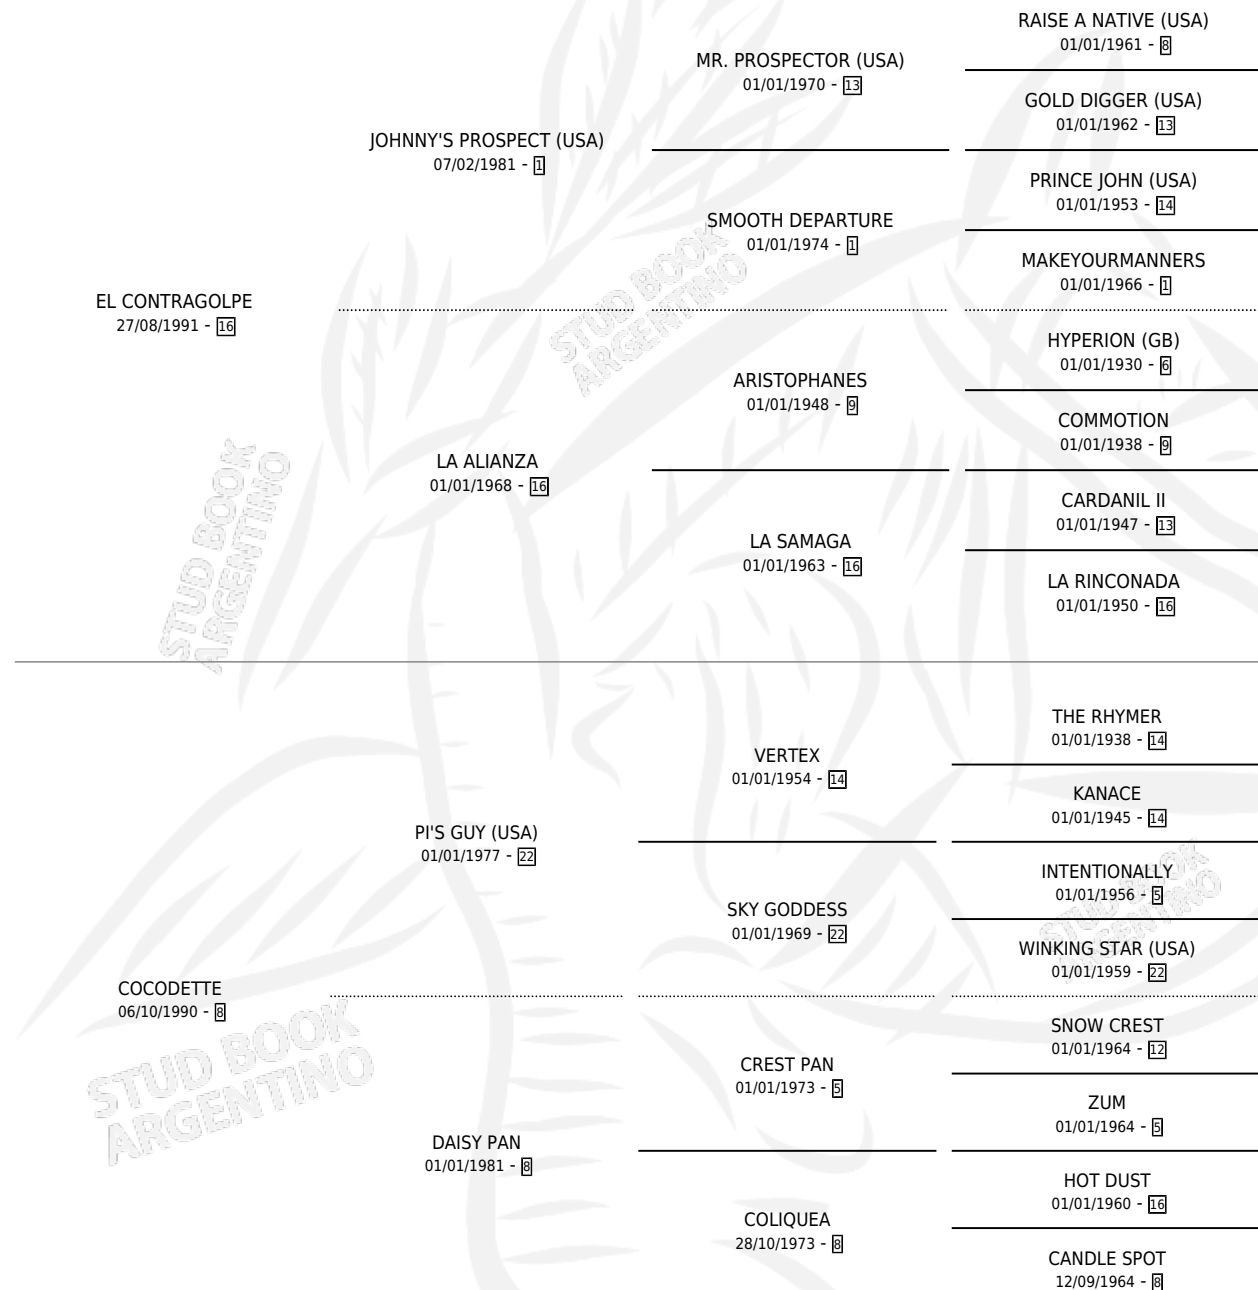 RAISE A NATIVE (USA)
01/01/1961 - 8
MR. PROSPECTOR (USA)
01/01/1970 - 13
GOLD DIGGER (USA)
01/01/1962 - 13
JOHNNY'S PROSPECT (USA)
07/02/1981 - 1
PRINCE JOHN (USA)
01/01/1953 - 14
SMOOTH DEPARTURE
01/01/1974 - 1
MAKEYOURMANNERS
01/01/1966 - 1
EL CONTRAGOLPE
27/08/1991 - 16
HYPERION (GB)
01/01/1930 - 6
ARISTOPHANES
01/01/1948 - 9
COMMOTION
01/01/1938 - 9
LA ALIANZA
01/01/1968 - 16
CARDANIL II
01/01/1947 - 13
LA SAMAGA
01/01/1963 - 16
LA RINCONADA
01/01/1950 - 16
THE RHYMER
01/01/1938 - 14
VERTEX
01/01/1954 - 14
KANACE
01/01/1945 - 14
PI'S GUY (USA)
01/01/1977 - 22
INTENTIONALLY
01/01/1956 - 5
SKY GODDESS
01/01/1969 - 22
WINKING STAR (USA)
01/01/1959 - 22
COCODETTE
06/10/1990 - 8
SNOW CREST
01/01/1964 - 12
CREST PAN
01/01/1973 - 5
ZUM
01/01/1964 - 5
DAISY PAN
01/01/1981 - 8
HOT DUST
01/01/1960 - 16
COLIQUEA
28/10/1973 - 8
CANDLE SPOT
12/09/1964 - 8
STUD BOOK
ARGENTINO
STUD BOOK
ARGENTINO
STUD BOOK
ARGENTINO
STUD BOOK
ARGENTINO